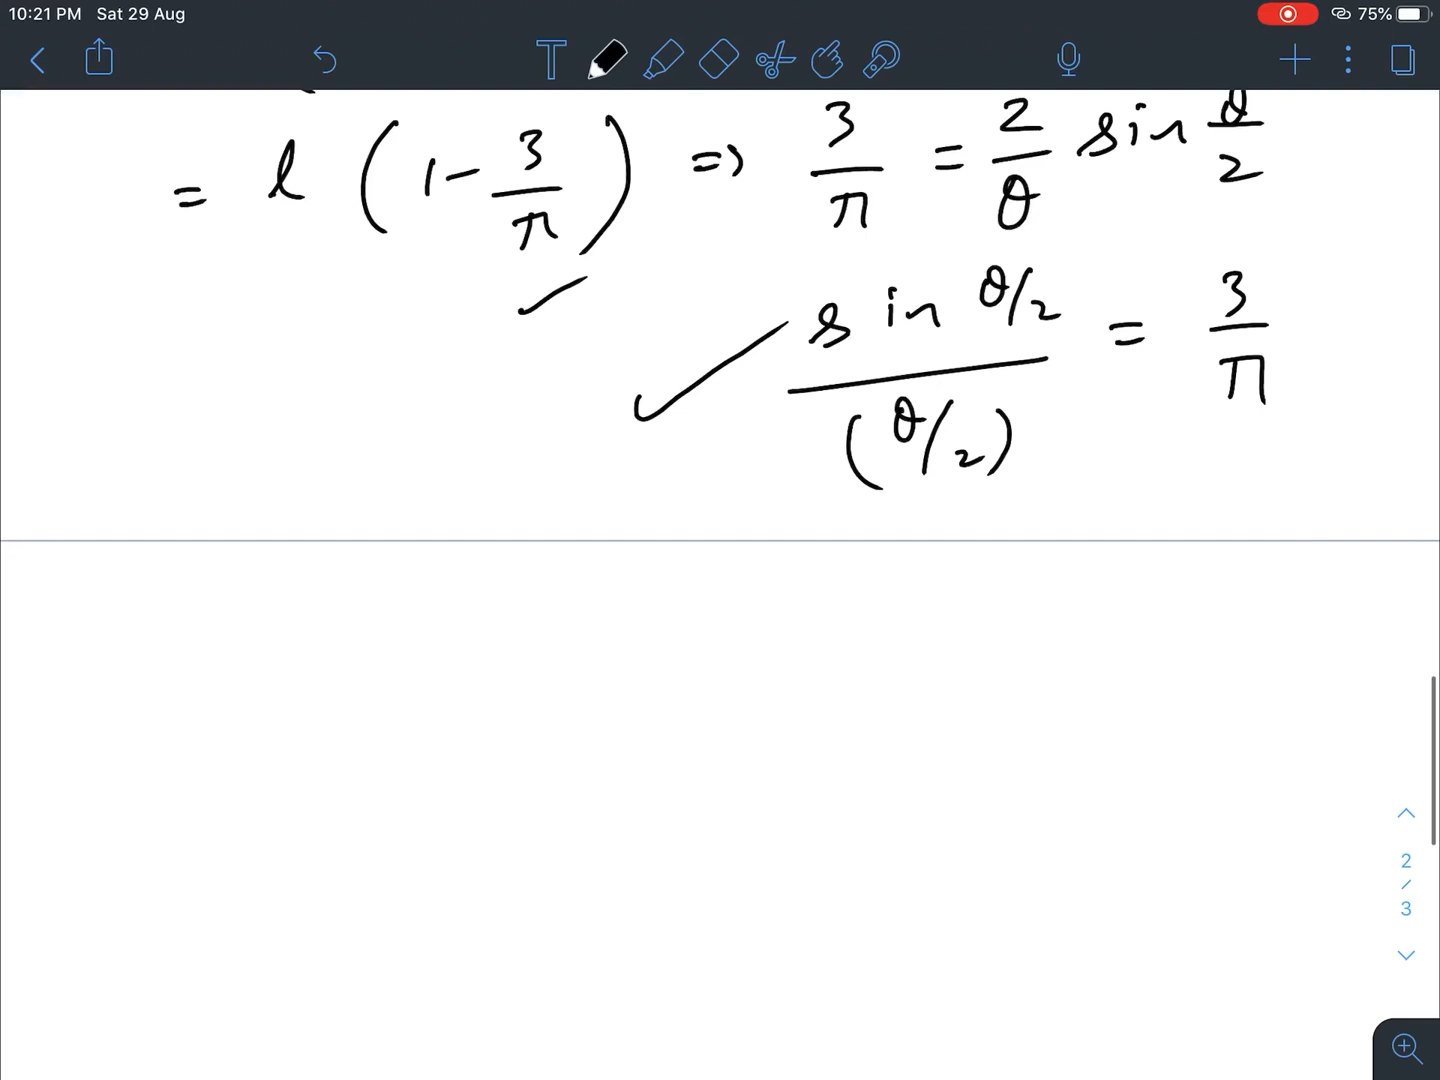 10:21 PM Sat 29 Aug 75%
T
= l (1 - 3/π) => 3/π = 2/θ sin θ/2
sin θ/2 / (θ/2) = 3/π
2
/
3